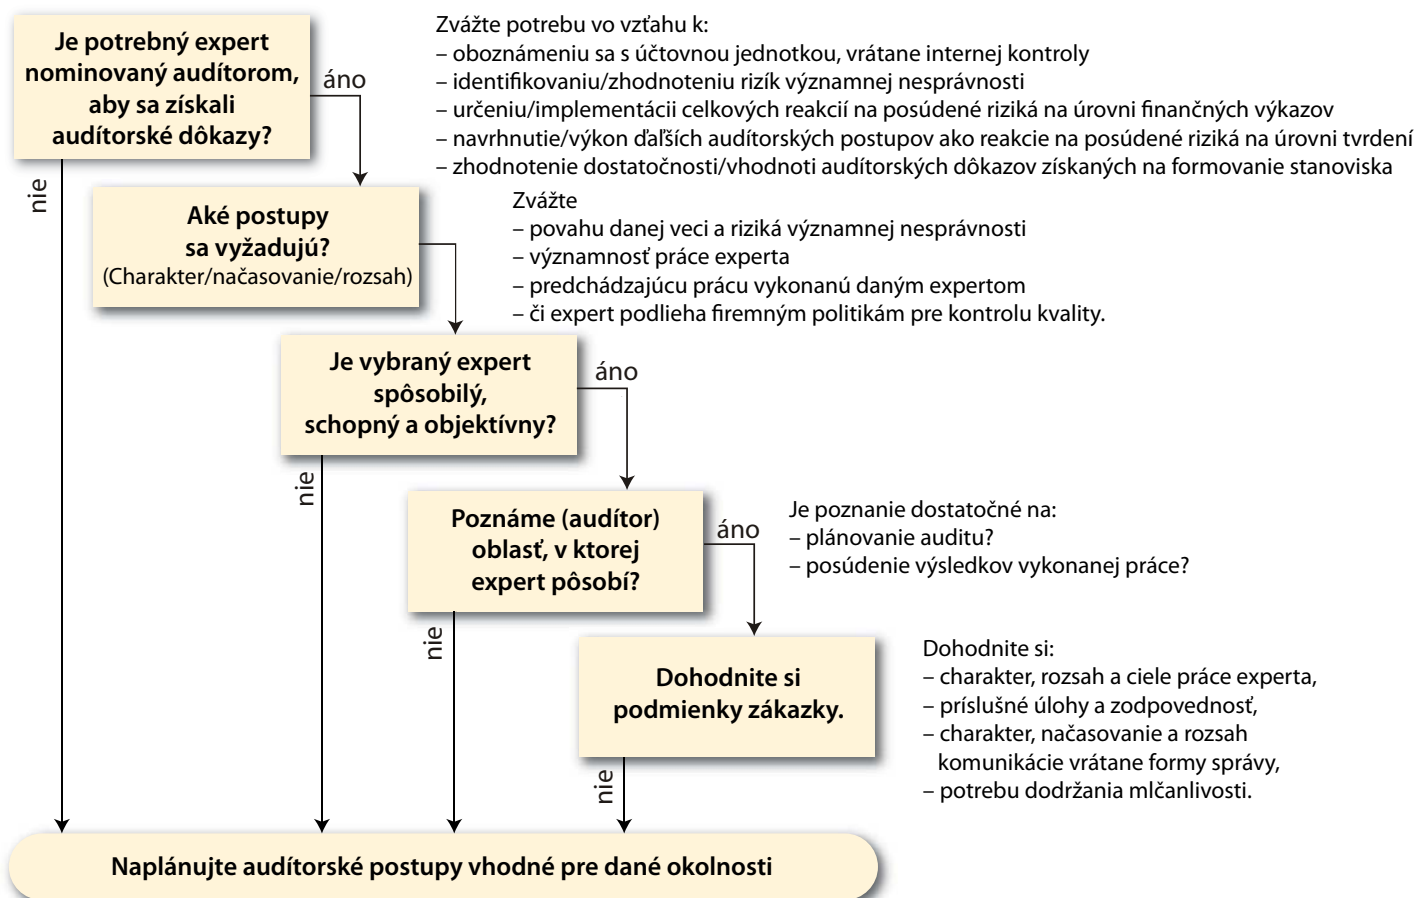 Je potrebný expert
nominovaný audítorom,
aby sa získali
audítorské dôkazy?
áno
nie
Zvážte potrebu vo vzťahu k:
– oboznámeniu sa s účtovnou jednotkou, vrátane internej kontroly
– identifikovaniu/zhodnoteniu rizík významnej nesprávnosti
– určeniu/implementácii celkových reakcií na posúdené riziká na úrovni finančných výkazov
– navrhnutie/výkon ďaľších audítorských postupov ako reakcie na posúdené riziká na úrovni tvrdení
– zhodnotenie dostatočnosti/vhodnoti audítorských dôkazov získaných na formovanie stanoviska
Aké postupy
sa vyžadujú?
(Charakter/načasovanie/rozsah)
Zvážte
– povahu danej veci a riziká významnej nesprávnosti
– významnosť práce experta
– predchádzajúcu prácu vykonanú daným expertom
– či expert podlieha firemným politikám pre kontrolu kvality.
Je vybraný expert
spôsobilý,
schopný a objektívny?
áno
nie
Poznáme (audítor)
oblasť, v ktorej
expert pôsobí?
áno
nie
Je poznanie dostatočné na:
– plánovanie auditu?
– posúdenie výsledkov vykonanej práce?
Dohodnite si
podmienky zákazky.
nie
Dohodnite si:
– charakter, rozsah a ciele práce experta,
– príslušné úlohy a zodpovednosť,
– charakter, načasovanie a rozsah
komunikácie vrátane formy správy,
– potrebu dodržania mlčanlivosti.
Naplánujte audítorské postupy vhodné pre dané okolnosti